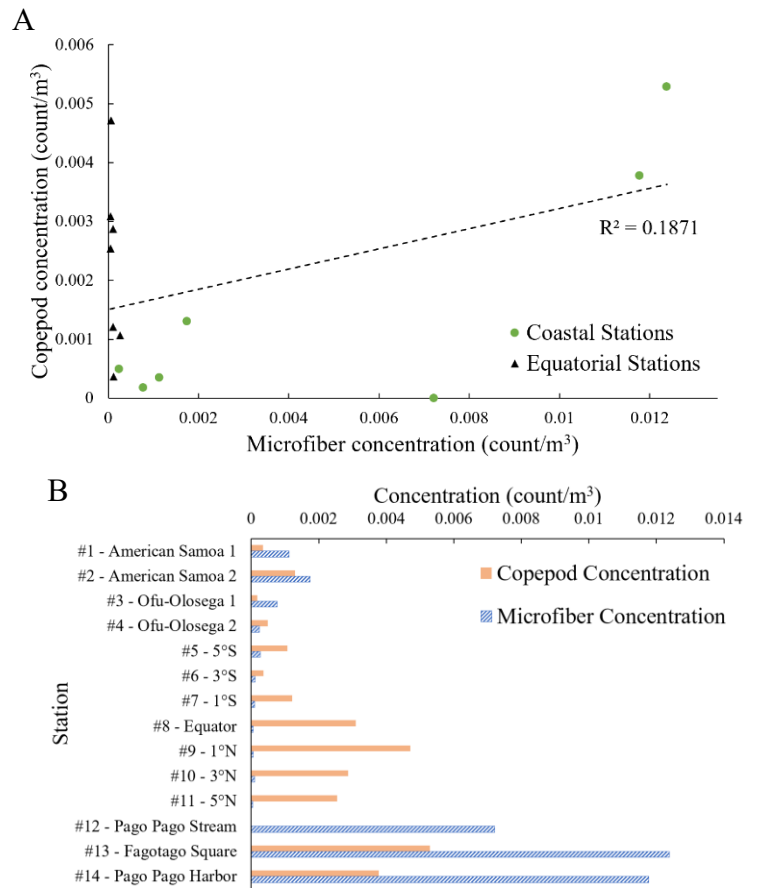 A
Copepod concentration (count/m³)
0.006
0.005
0.004
0.003
0.002
0.001
0
R² = 0.1871
Coastal Stations
Equatorial Stations
0 0.002 0.004 0.006 0.008 0.01 0.012
Microfiber concentration (count/m³)
B
Concentration (count/m³)
0 0.002 0.004 0.006 0.008 0.01 0.012 0.014
Station
#1 - American Samoa 1
#2 - American Samoa 2
#3 - Ofu-Olosega 1
#4 - Ofu-Olosega 2
#5 - 5°S
#6 - 3°S
#7 - 1°S
#8 - Equator
#9 - 1°N
#10 - 3°N
#11 - 5°N
#12 - Pago Pago Stream
#13 - Fagotago Square
#14 - Pago Pago Harbor
Copepod Concentration
Microfiber Concentration